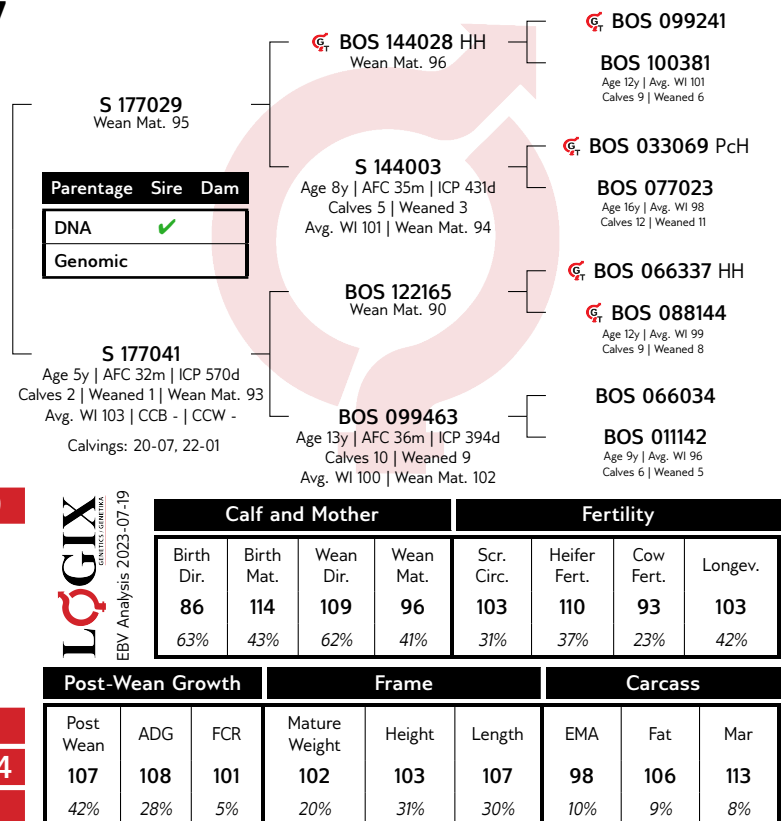 BOS 099241
BOS 144028 HH
Wean Mat. 96
BOS 100381
Age 12y | Avg. WI 101
Calves 9 | Weaned 6
S 177029
Wean Mat. 95
BOS 033069 PcH
S 144003
Age 8y | AFC 35m | ICP 431d
Calves 5 | Weaned 3
Avg. WI 101 | Wean Mat. 94
BOS 077023
Age 16y | Avg. WI 98
Calves 12 | Weaned 11
Parentage Sire Dam
DNA ✔
Genomic
BOS 066337 HH
BOS 122165
Wean Mat. 90
BOS 088144
Age 12y | Avg. WI 99
Calves 9 | Weaned 8
S 177041
Age 5y | AFC 32m | ICP 570d
Calves 2 | Weaned 1 | Wean Mat. 93
Avg. WI 103 | CCB - | CCW -
Calvings: 20-07, 22-01
BOS 066034
BOS 099463
Age 13y | AFC 36m | ICP 394d
Calves 10 | Weaned 9
Avg. WI 100 | Wean Mat. 102
BOS 011142
Age 9y | Avg. WI 96
Calves 6 | Weaned 5
LOGIX
GENETICS | GENETIKA
EBV Analysis 2023-07-19
Calf and Mother Fertility
Birth Dir. Birth Mat. Wean Dir. Wean Mat. Scr. Circ. Heifer Fert. Cow Fert. Longev.
86 114 109 96 103 110 93 103
63% 43% 62% 41% 31% 37% 23% 42%
Post-Wean Growth Frame Carcass
Post Wean ADG FCR Mature Weight Height Length EMA Fat Mar
107 108 101 102 103 107 98 106 113
42% 28% 5% 20% 31% 30% 10% 9% 8%
4